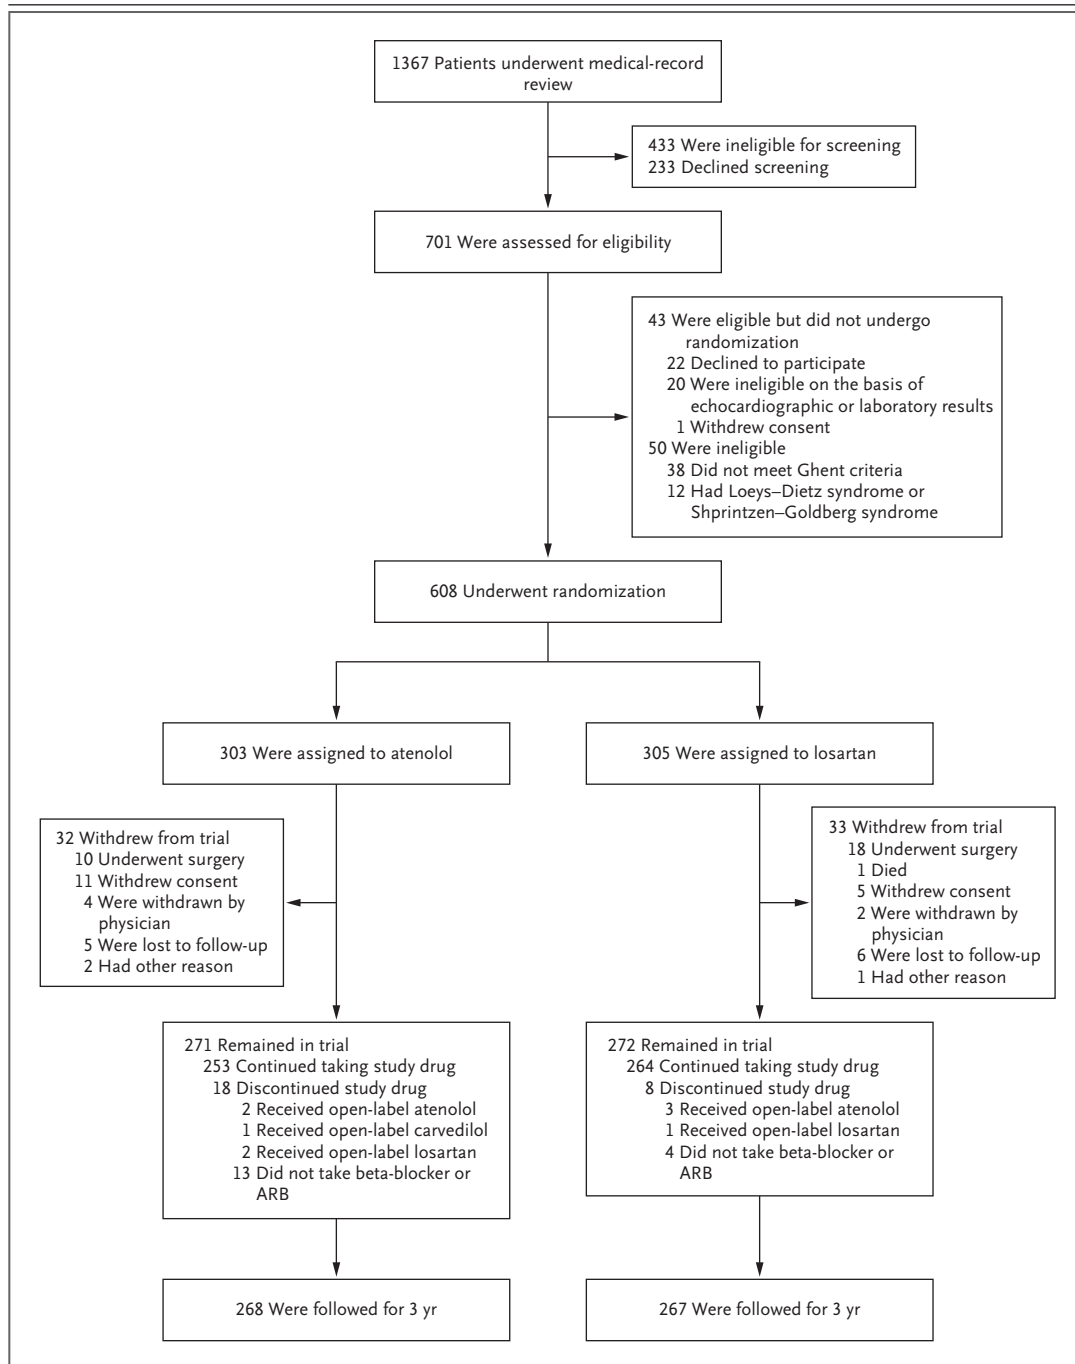 1367 Patients underwent medical-record
review
433 Were ineligible for screening
233 Declined screening
701 Were assessed for eligibility
43 Were eligible but did not undergo
randomization
22 Declined to participate
20 Were ineligible on the basis of
echocardiographic or laboratory results
1 Withdrew consent
50 Were ineligible
38 Did not meet Ghent criteria
12 Had Loeys–Dietz syndrome or
Shprintzen–Goldberg syndrome
608 Underwent randomization
303 Were assigned to atenolol
305 Were assigned to losartan
32 Withdrew from trial
10 Underwent surgery
11 Withdrew consent
4 Were withdrawn by
physician
5 Were lost to follow-up
2 Had other reason
33 Withdrew from trial
18 Underwent surgery
1 Died
5 Withdrew consent
2 Were withdrawn by
physician
6 Were lost to follow-up
1 Had other reason
271 Remained in trial
253 Continued taking study drug
18 Discontinued study drug
2 Received open-label atenolol
1 Received open-label carvedilol
2 Received open-label losartan
13 Did not take beta-blocker or
ARB
272 Remained in trial
264 Continued taking study drug
8 Discontinued study drug
3 Received open-label atenolol
1 Received open-label losartan
4 Did not take beta-blocker or
ARB
268 Were followed for 3 yr
267 Were followed for 3 yr